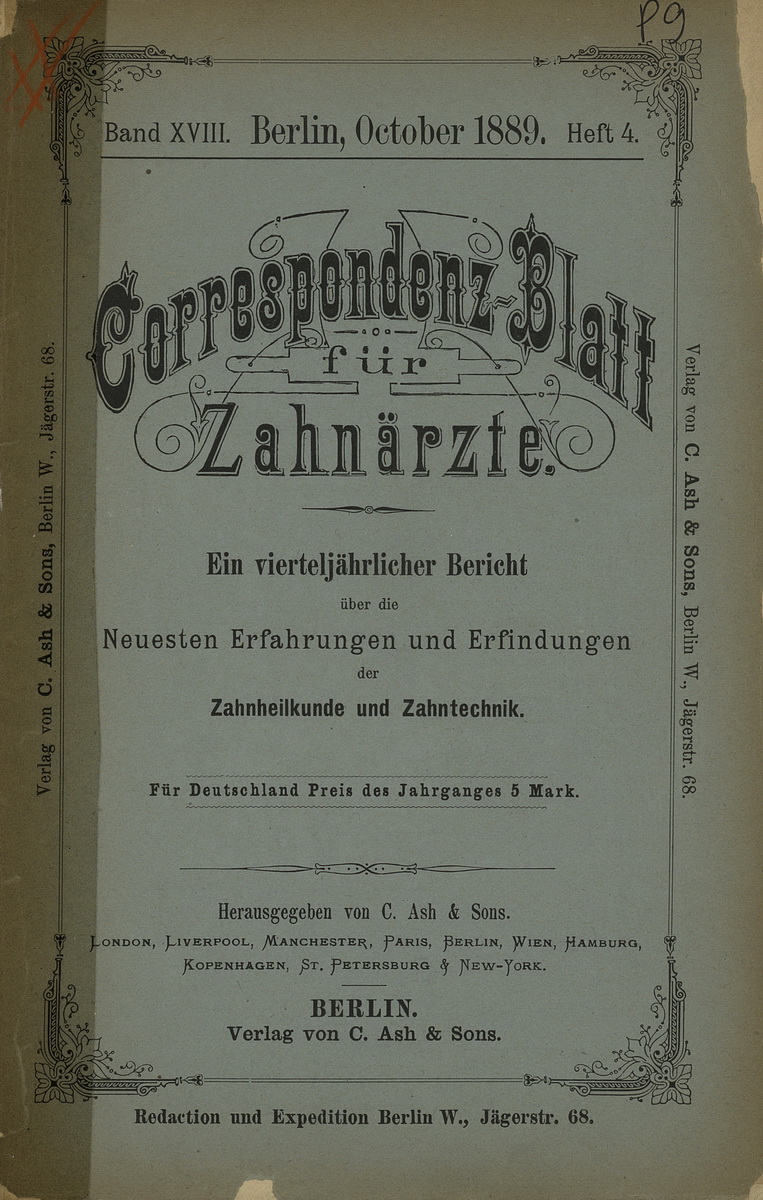 P9
Band XVIII. Berlin, October 1889. Heft 4.
Correspondenz-Blatt
für
Zahnärzte.
Ein vierteljährlicher Bericht
über die
Neuesten Erfahrungen und Erfindungen
der
Zahnheilkunde und Zahntechnik.
Für Deutschland Preis des Jahrganges 5 Mark.
Herausgegeben von C. Ash & Sons.
London, Liverpool, Manchester, Paris, Berlin, Wien, Hamburg,
Kopenhagen, St. Petersburg & New-York.
BERLIN.
Verlag von C. Ash & Sons.
Redaction und Expedition Berlin W., Jägerstr. 68.
Verlag von C. Ash & Sons, Berlin W., Jägerstr. 68.
Verlag von C. Ash & Sons, Berlin W., Jägerstr. 68.